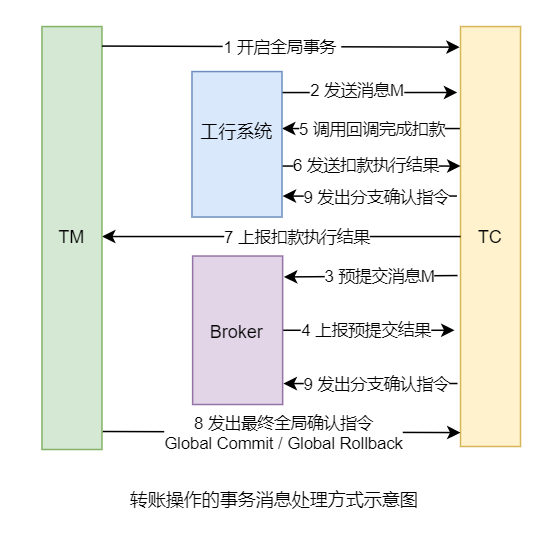 1 开启全局事务
2 发送消息M
工行系统
5 调用回调完成扣款
6 发送扣款执行结果
9 发出分支确认指令
TM
7 上报扣款执行结果
TC
3 预提交消息M
Broker
4 上报预提交结果
9 发出分支确认指令
8 发出最终全局确认指令
Global Commit / Global Rollback
转账操作的事务消息处理方式示意图